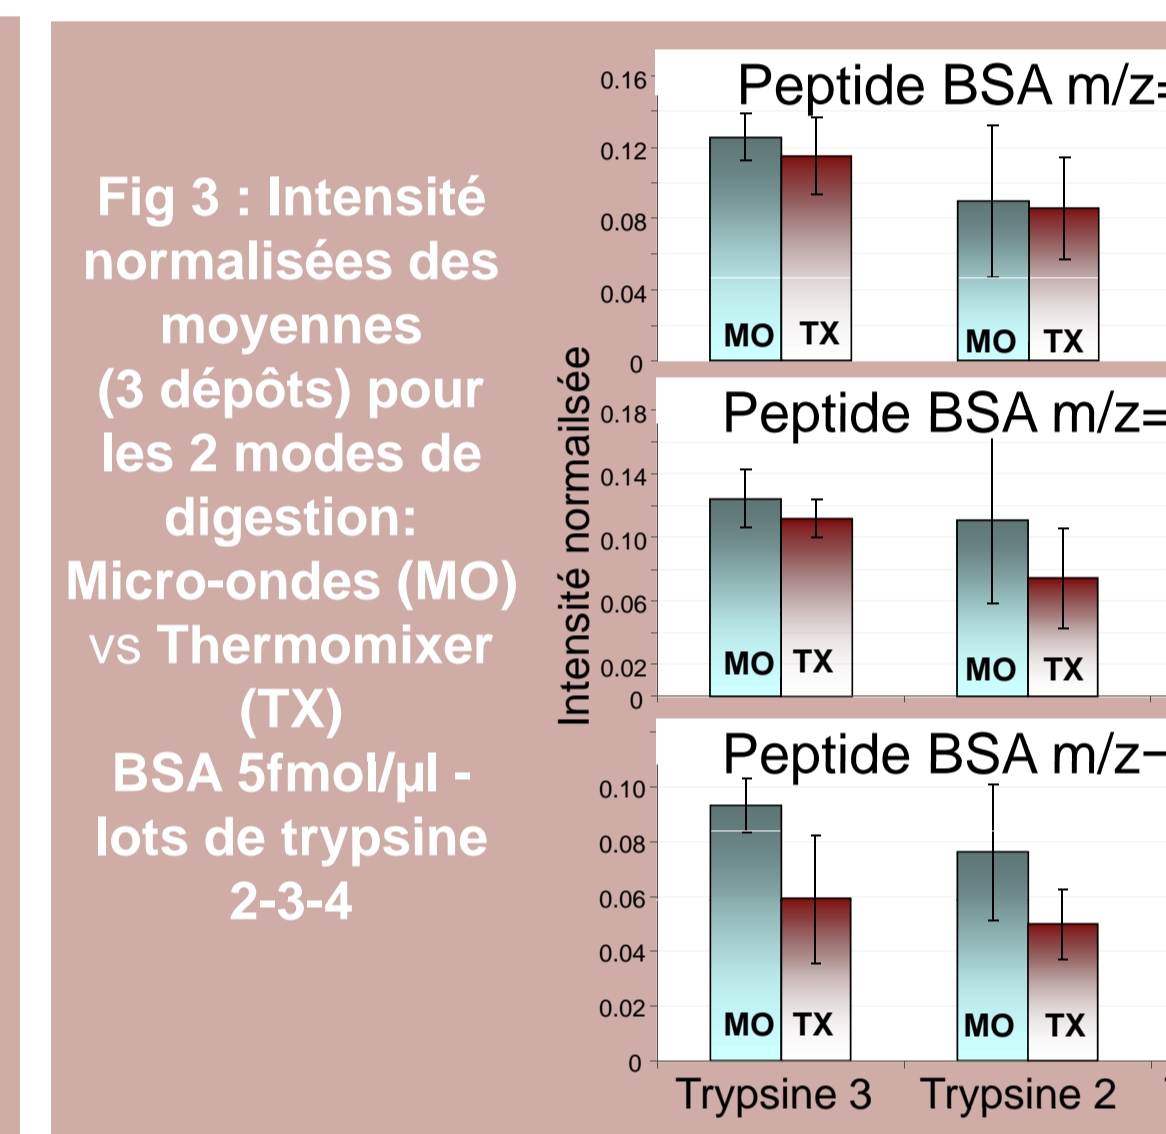 Fig 3 : Intensité
normalisées des
moyennes
(3 dépôts) pour
les 2 modes de
digestion:
Micro-ondes (MO)
vs Thermomixer
(TX)
BSA 5fmol/µl -
lots de trypsine
2-3-4
Intensité normailsée
Peptide BSA m/z=
0.16
0.12
0.08
0.04
0
MO TX MO TX
Peptide BSA m/z=
0.18
0.14
0.10
0.06
0.02
0
MO TX MO TX
Peptide BSA m/z
0.10
0.08
0.06
0.04
0.02
0
MO TX MO TX
Trypsine 3 Trypsine 2